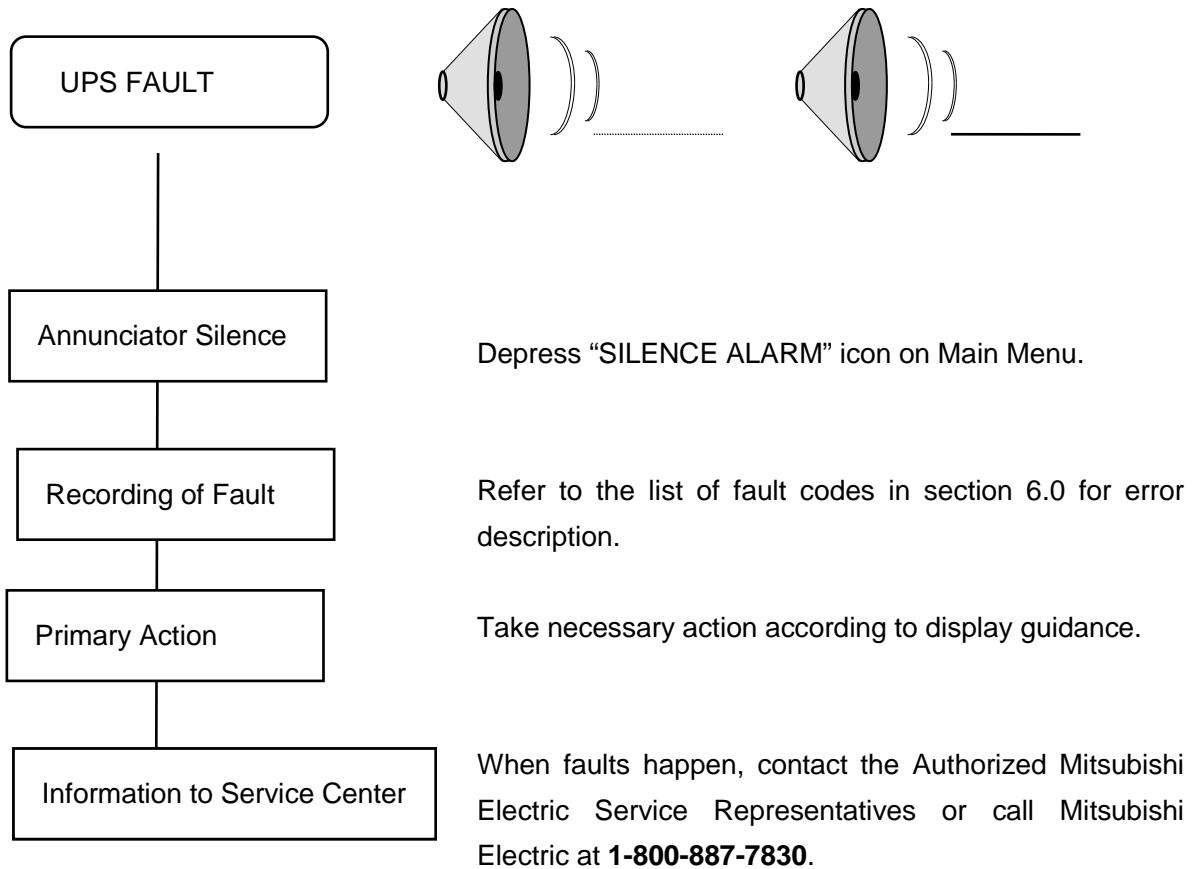 UPS FAULT
Annunciator Silence
Depress “SILENCE ALARM” icon on Main Menu.
Recording of Fault
Refer to the list of fault codes in section 6.0 for error
description.
Primary Action
Take necessary action according to display guidance.
Information to Service Center
When faults happen, contact the Authorized Mitsubishi
Electric Service Representatives or call Mitsubishi
Electric at 1-800-887-7830.